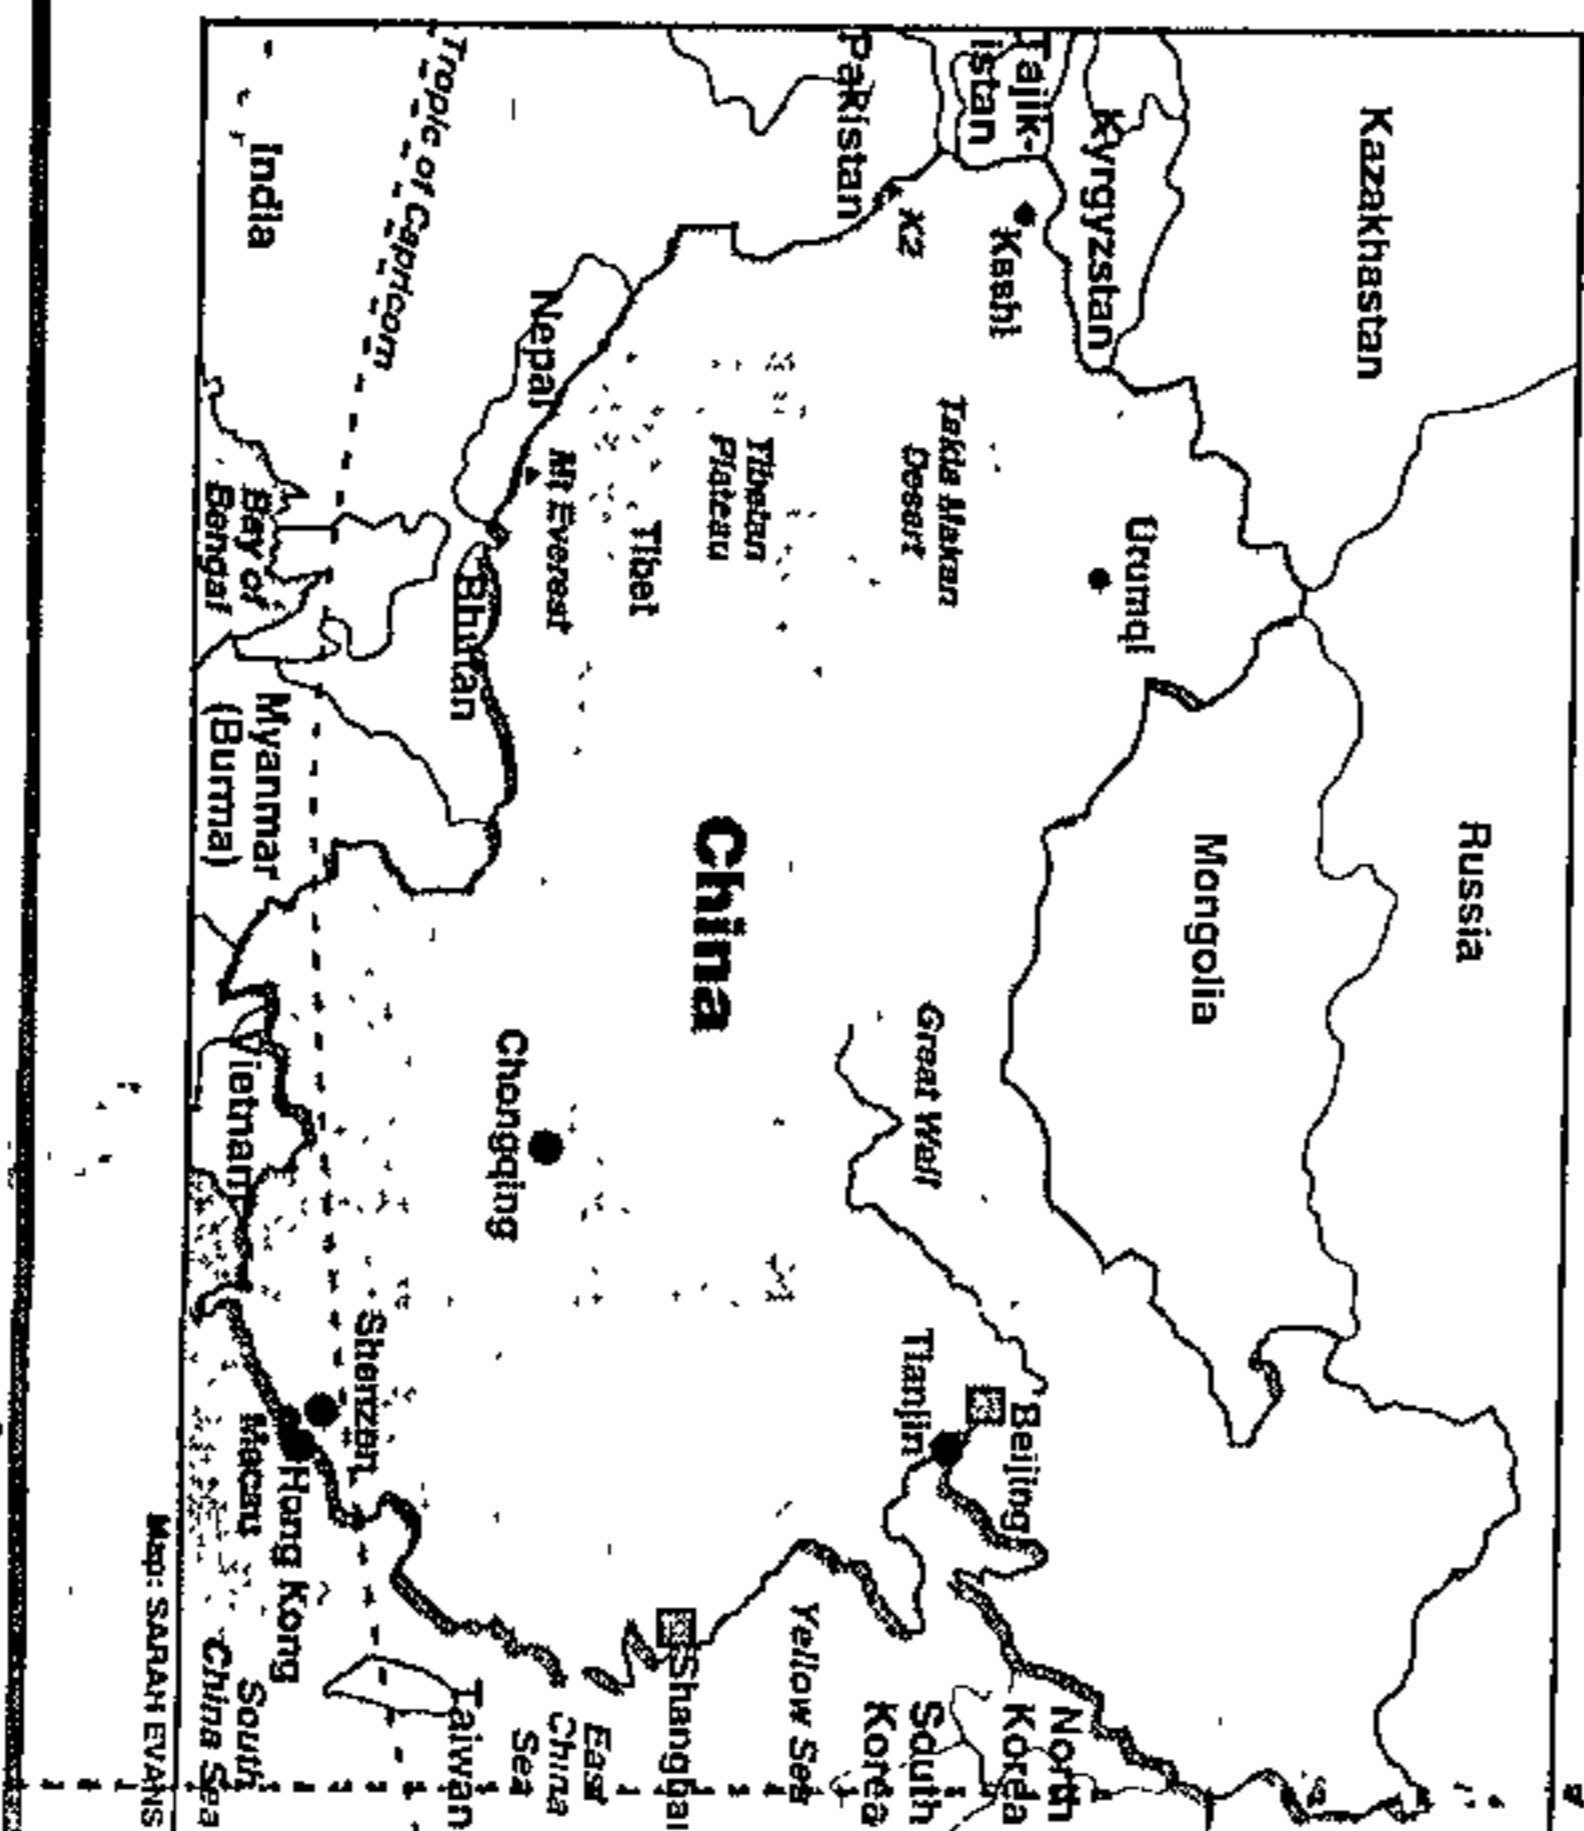 Kazakhstan
Russia
Kyrgyzstan
Mongolia
Tajik-
istan
Urumqi
Kashi
K2
Pakistan
Takla Makan
Desert
Great Wall
Beijing
Tianjin
North
Korea
South
Korea
Tibetan
Plateau
China
Yellow Sea
Tibet
Shanghai
Mt Everest
Nepal
Chongqing
East
China
Sea
Bhutan
Tropic of Capricorn
Taiwan
Shenzen
India
Hong Kong
Macau
Bay of
Bengal
Myanmar
(Burma)
Vietnam
South
China Sea
Map: SARAH EVANS